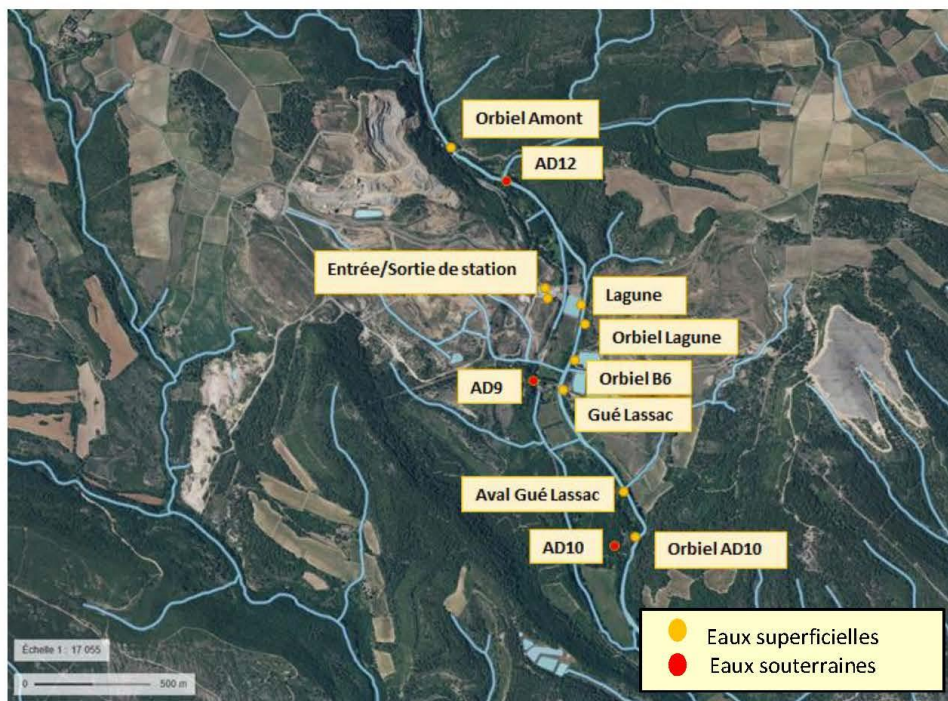 Orbiel Amont
AD12
Entrée/Sortie de station
Lagune
Orbiel Lagune
AD9
Orbiel B6
Gué Lassac
Aval Gué Lassac
AD10
Orbiel AD10
Eaux superficielles
Eaux souterraines
Échelle 1 : 17 055
0 500 m